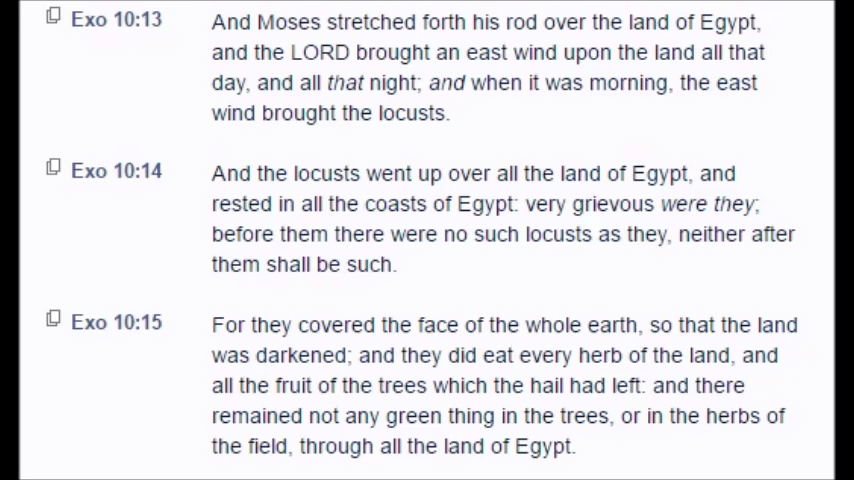 Exo 10:13 And Moses stretched forth his rod over the land of Egypt,
and the LORD brought an east wind upon the land all that
day, and all that night; and when it was morning, the east
wind brought the locusts.
Exo 10:14 And the locusts went up over all the land of Egypt, and
rested in all the coasts of Egypt: very grievous were they;
before them there were no such locusts as they, neither after
them shall be such.
Exo 10:15 For they covered the face of the whole earth, so that the land
was darkened; and they did eat every herb of the land, and
all the fruit of the trees which the hail had left: and there
remained not any green thing in the trees, or in the herbs of
the field, through all the land of Egypt.